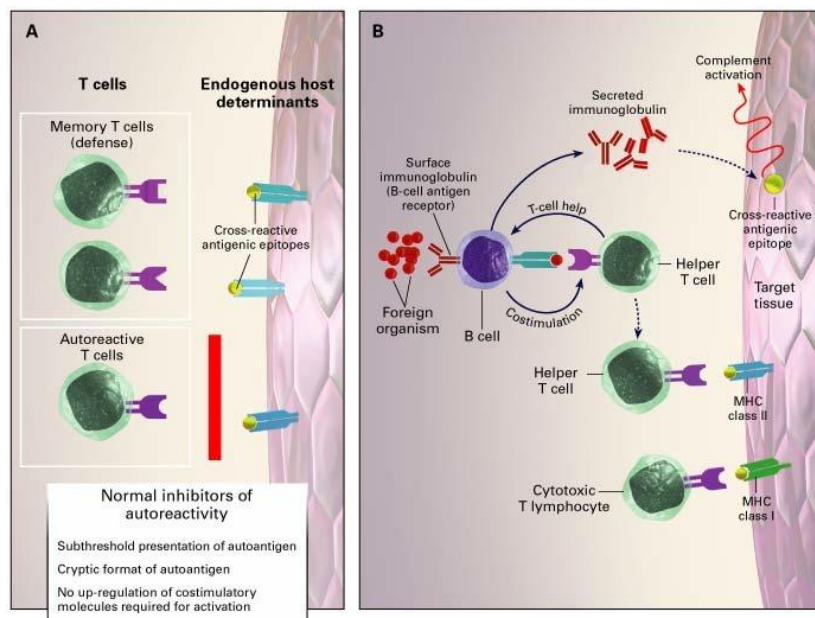 A
T cells
Endogenous host
determinants
Memory T cells
(defense)
Cross-reactive
antigenic epitopes
Autoreactive
T cells
Normal inhibitors of
autoreactivity
Subthreshold presentation of autoantigen
Cryptic format of autoantigen
No up-regulation of costimulatory
molecules required for activation
B
Complement
activation
Secreted
immunoglobulin
Surface
immunoglobulin
(B-cell antigen
receptor)
T-cell help
Cross-reactive
antigenic
epitope
Helper
T cell
Target
tissue
Foreign
organism
B cell
Costimulation
Helper
T cell
MHC
class II
Cytotoxic
T lymphocyte
MHC
class I